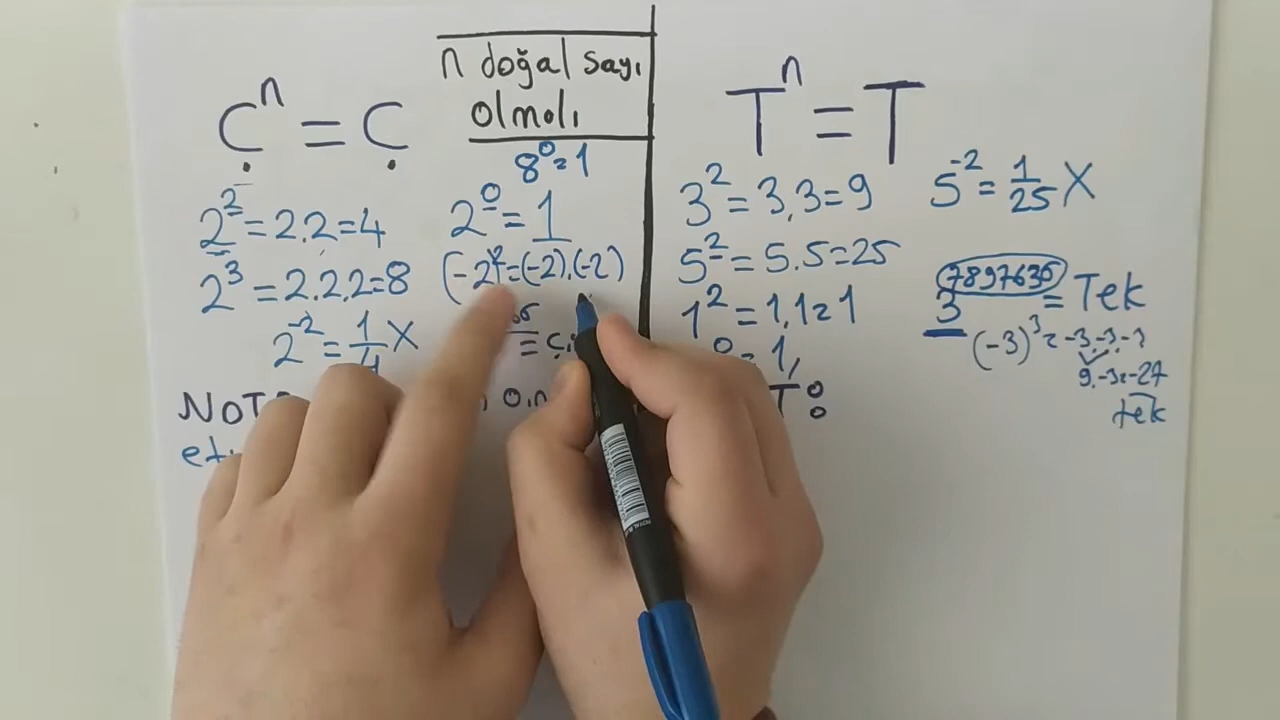 n doğal sayı
olmalı
Ç^n = Ç
8^0=1
2^2=2.2=4
2^0=1
2^3=2.2.2=8
(-2)^2=(-2).(-2)
2^-2=1/4 X
= Ç
NOT
T^n = T
3^2=3.3=9
5^-2=1/25 X
5^2=5.5=25
1^2=1.1=1
= Tek
3
(-3)^3=-3.-3.-3
9.-3=-27
tek